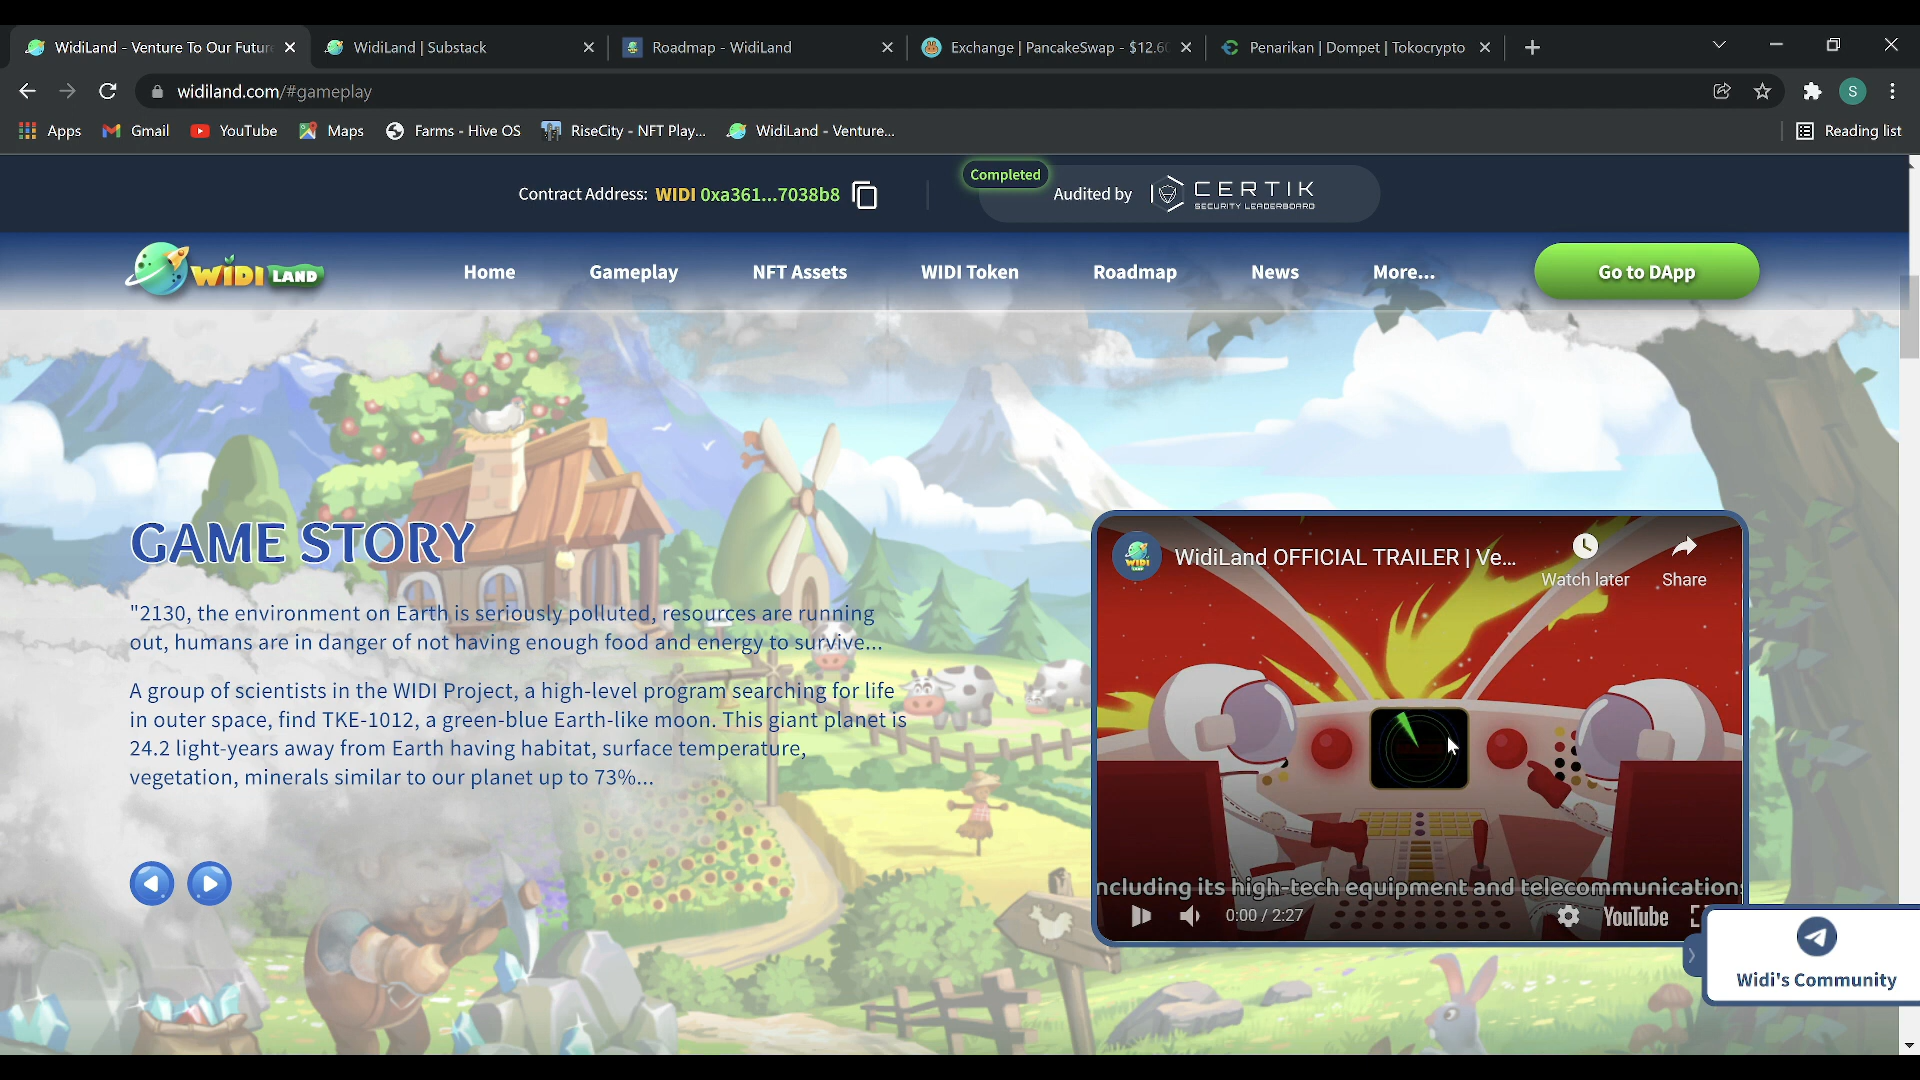 WidiLand - Venture To Our Future
WidiLand | Substack
Roadmap - WidiLand
Exchange | PancakeSwap - $12.60
Penarikan | Dompet | Tokocrypto
widiland.com/#gameplay
S
Apps
Gmail
YouTube
Maps
Farms - Hive OS
RiseCity - NFT Play...
WidiLand - Venture...
Reading list
Contract Address: WIDI 0xa361...7038b8
Completed
Audited by
CERTIK
SECURITY LEADERBOARD
WIDI LAND
Home
Gameplay
NFT Assets
WIDI Token
Roadmap
News
More...
Go to DApp
GAME STORY
"2130, the environment on Earth is seriously polluted, resources are running
out, humans are in danger of not having enough food and energy to survive...
A group of scientists in the WIDI Project, a high-level program searching for life
in outer space, find TKE-1012, a green-blue Earth-like moon. This giant planet is
24.2 light-years away from Earth having habitat, surface temperature,
vegetation, minerals similar to our planet up to 73%...
WIDI
WidiLand OFFICIAL TRAILER | Ve...
Watch later
Share
ncluding its high-tech equipment and telecommunications
0:00 / 2:27
YouTube
Widi's Community